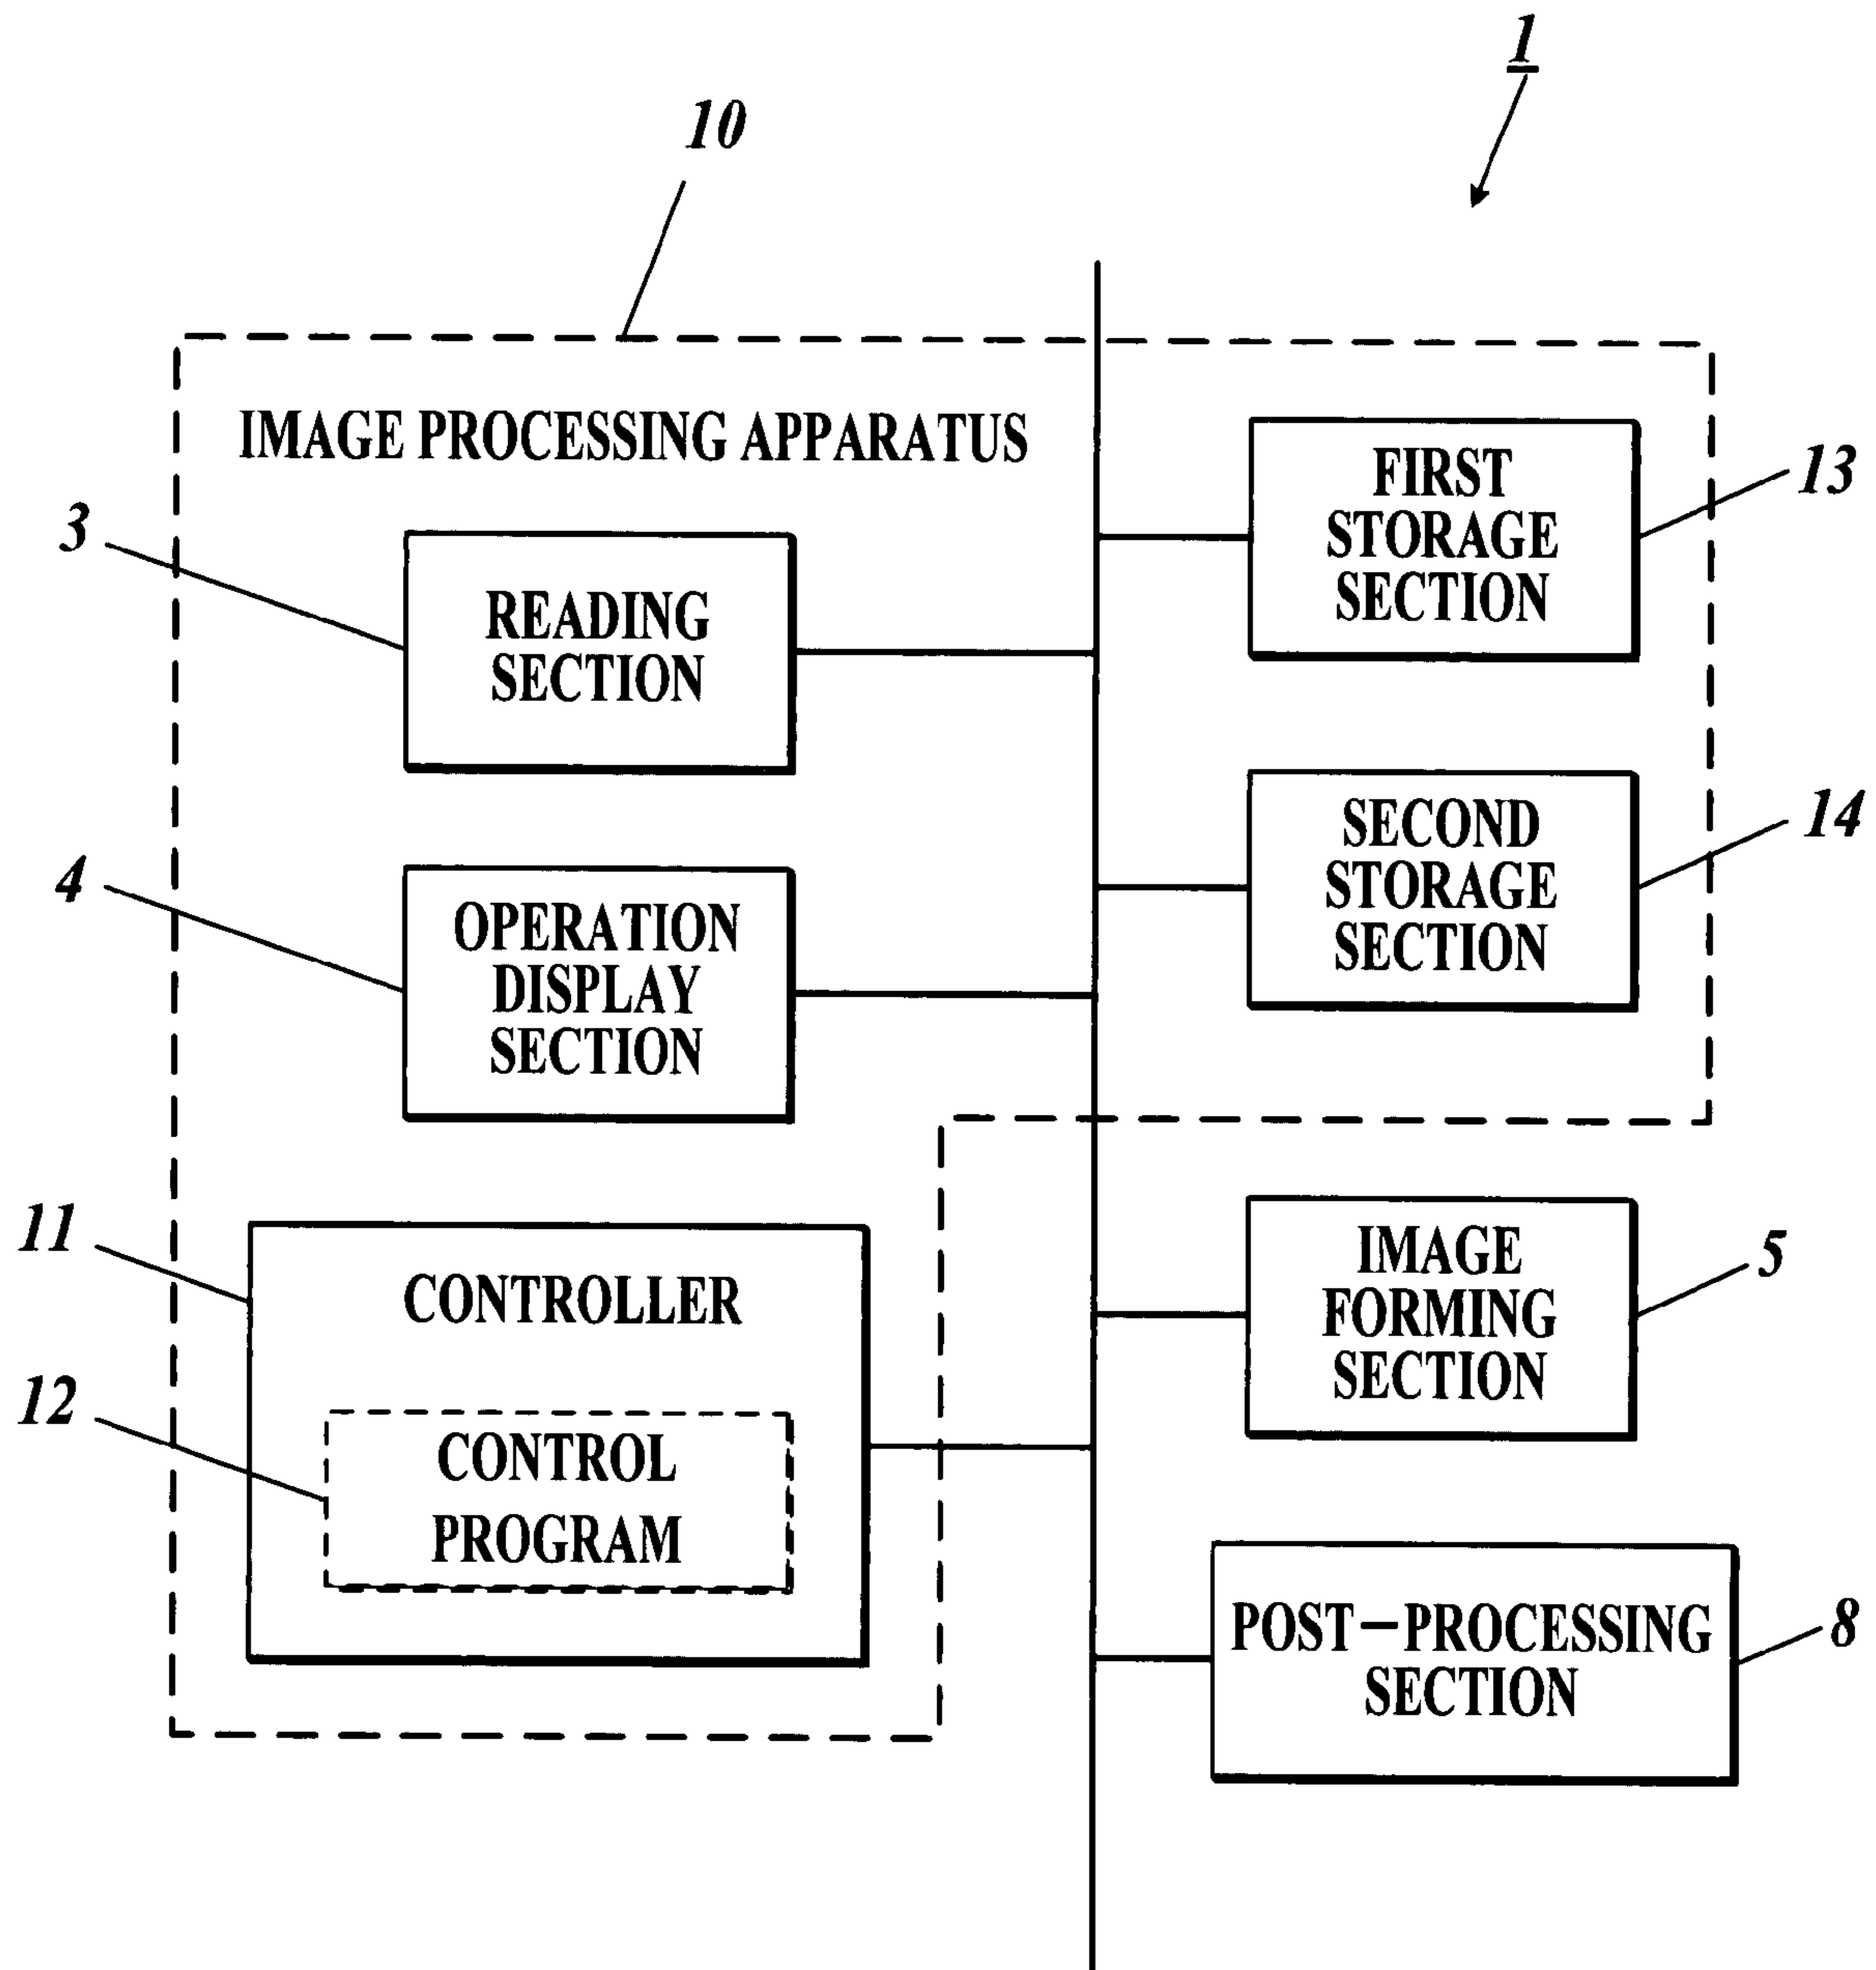 1
10
IMAGE PROCESSING APPARATUS
3
READING
SECTION
FIRST
STORAGE
SECTION
13
4
OPERATION
DISPLAY
SECTION
SECOND
STORAGE
SECTION
14
11
CONTROLLER
12
CONTROL
PROGRAM
IMAGE
FORMING
SECTION
5
POST—PROCESSING
SECTION
8